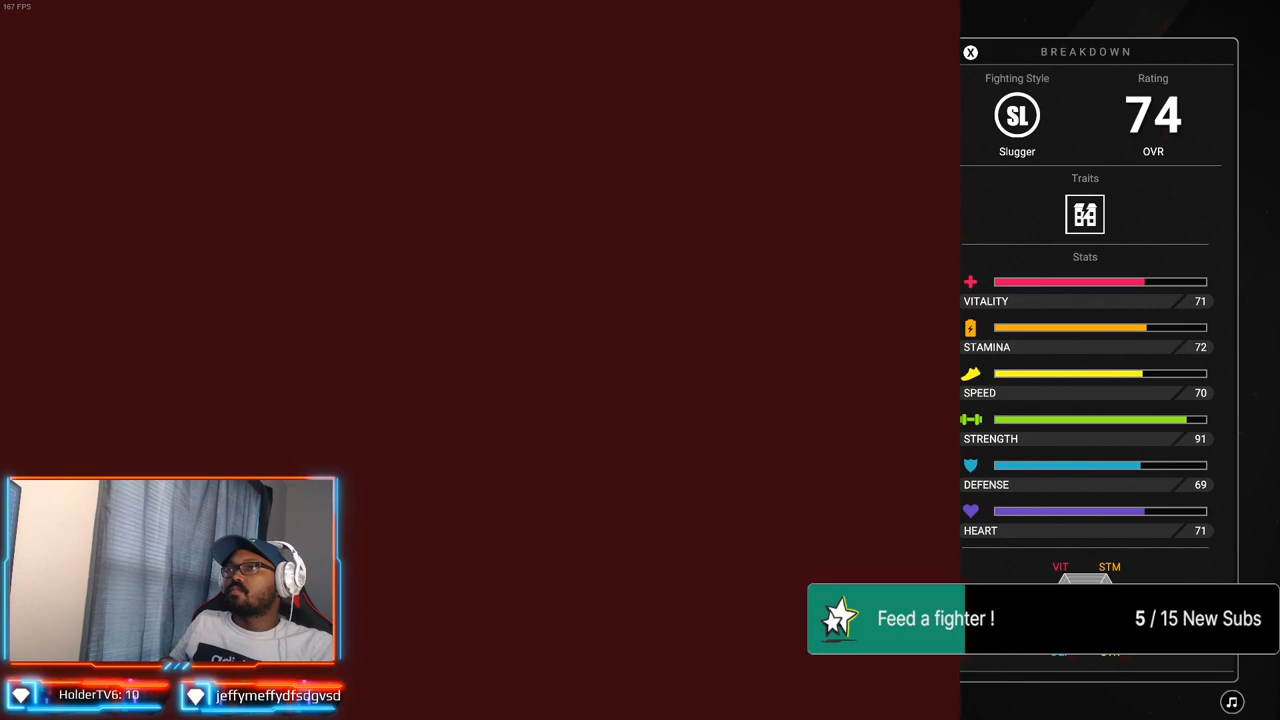 167 FPS
X BREAKDOWN
Fighting Style
Rating
SL
74
Slugger
OVR
Traits
Stats
VITALITY 71
STAMINA 72
SPEED 70
STRENGTH 91
DEFENSE 69
HEART 71
VIT STM
7 Feed a fighter ! 5 / 15 New Subs
HolderTV6: 10
jeffymeffydfsdgvsd